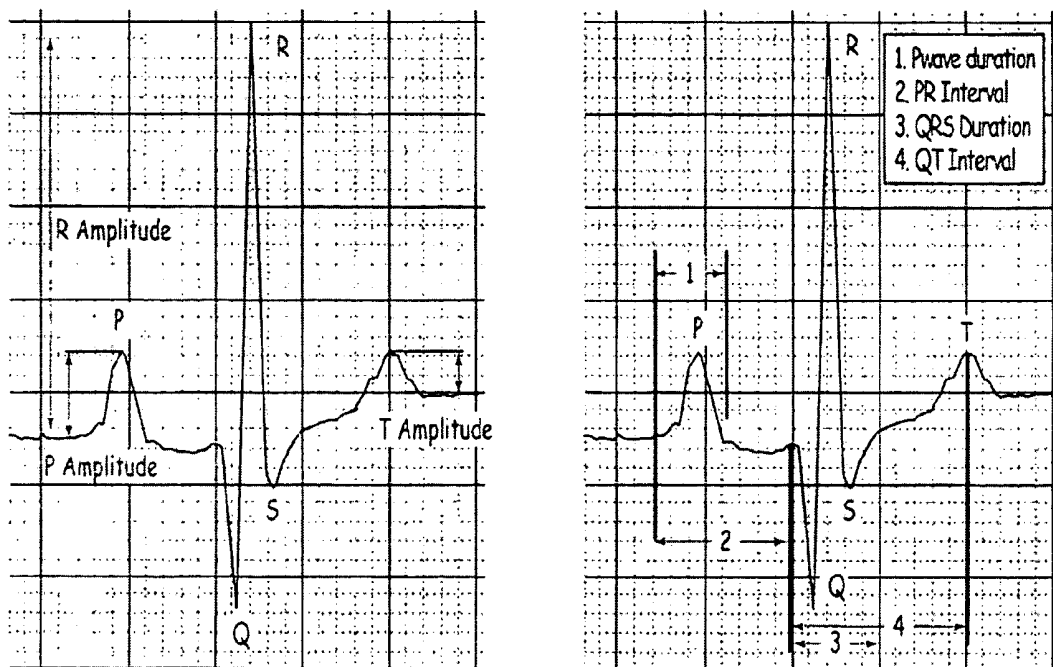 R
R Amplitude
P
P Amplitude
T Amplitude
S
Q
R
1. Pwave duration
2. PR Interval
3. QRS Duration
4. QT Interval
1
P
T
S
2
Q
4
3